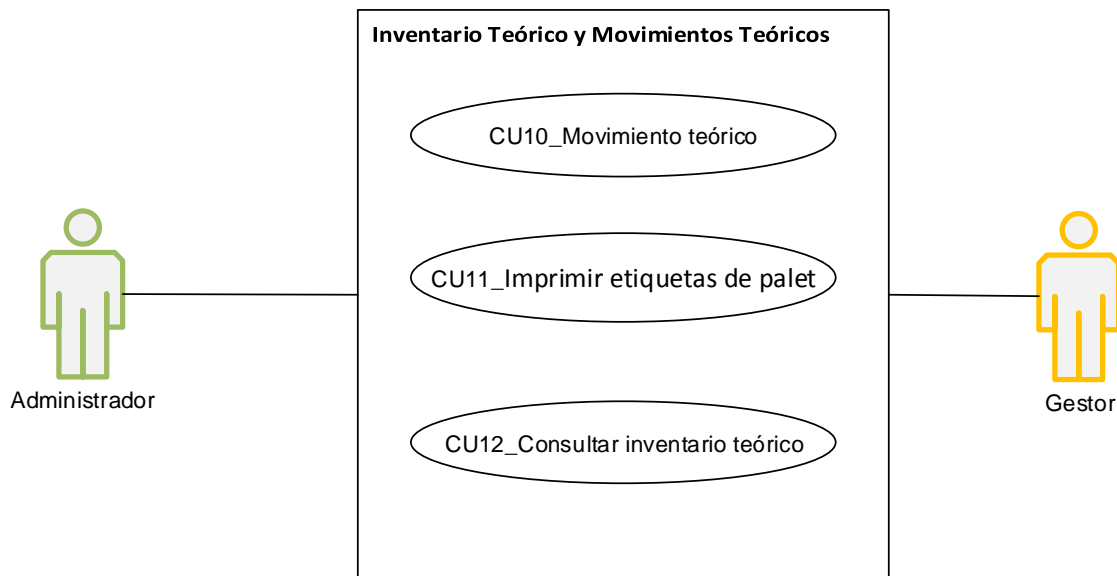 Inventario Teórico y Movimientos Teóricos
CU10_Movimiento teórico
CU11_Imprimir etiquetas de palet
CU12_Consultar inventario teórico
Administrador
Gestor